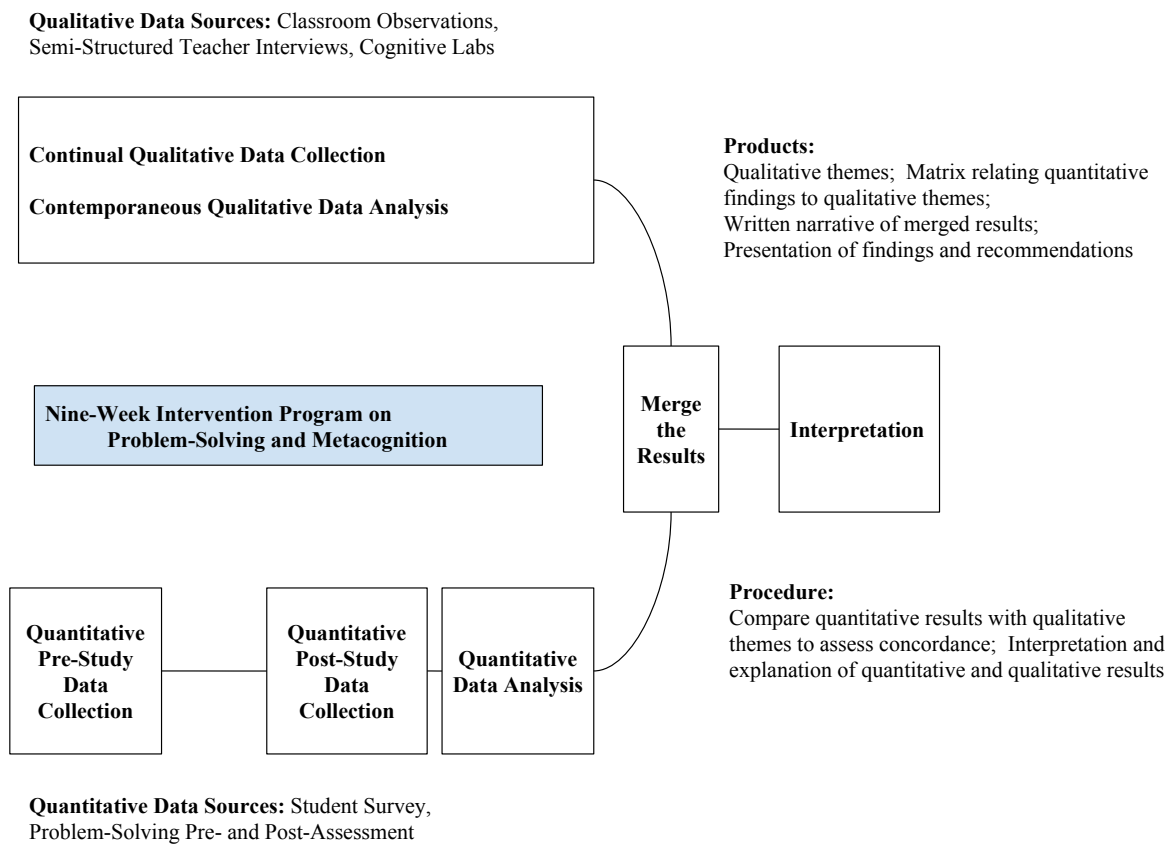 Qualitative Data Sources: Classroom Observations,
Semi-Structured Teacher Interviews, Cognitive Labs
Continual Qualitative Data Collection
Contemporaneous Qualitative Data Analysis
Products:
Qualitative themes;  Matrix relating quantitative
findings to qualitative themes;
Written narrative of merged results;
Presentation of findings and recommendations
Nine-Week Intervention Program on
Problem-Solving and Metacognition
Merge
the
Results
Interpretation
Quantitative
Pre-Study
Data
Collection
Quantitative
Post-Study
Data
Collection
Quantitative
Data Analysis
Procedure:
Compare quantitative results with qualitative
themes to assess concordance;  Interpretation and
explanation of quantitative and qualitative results
Quantitative Data Sources: Student Survey,
Problem-Solving Pre- and Post-Assessment